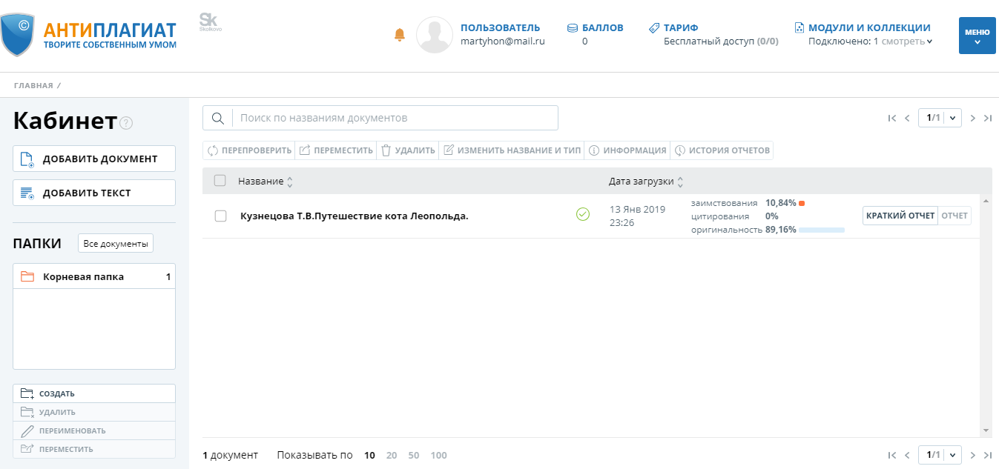 ©
АНТИПЛАГИАТ
ТВОРИТЕ СОБСТВЕННЫМ УМОМ
Sk
Skolkovo
ПОЛЬЗОВАТЕЛЬ
martyhon@mail.ru
БАЛЛОВ
0
ТАРИФ
Бесплатный доступ (0/0)
МОДУЛИ И КОЛЛЕКЦИИ
Подключено: 1 смотреть
МЕНЮ
ГЛАВНАЯ /
Кабинет ?
ДОБАВИТЬ ДОКУМЕНТ
ДОБАВИТЬ ТЕКСТ
ПАПКИ Все документы
Корневая папка 1
СОЗДАТЬ
УДАЛИТЬ
ПЕРЕИМЕНОВАТЬ
ПЕРЕМЕСТИТЬ
Поиск по названиям документов
1/1
ПЕРЕПРОВЕРИТЬ ПЕРЕМЕСТИТЬ УДАЛИТЬ ИЗМЕНИТЬ НАЗВАНИЕ И ТИП ИНФОРМАЦИЯ ИСТОРИЯ ОТЧЕТОВ
Название Дата загрузки
Кузнецова Т.В.Путешествие кота Леопольда.
13 Янв 2019
23:26
заимствования 10,84%
цитирования 0%
оригинальность 89,16%
КРАТКИЙ ОТЧЕТ ОТЧЕТ
1 документ Показывать по 10 20 50 100
1/1